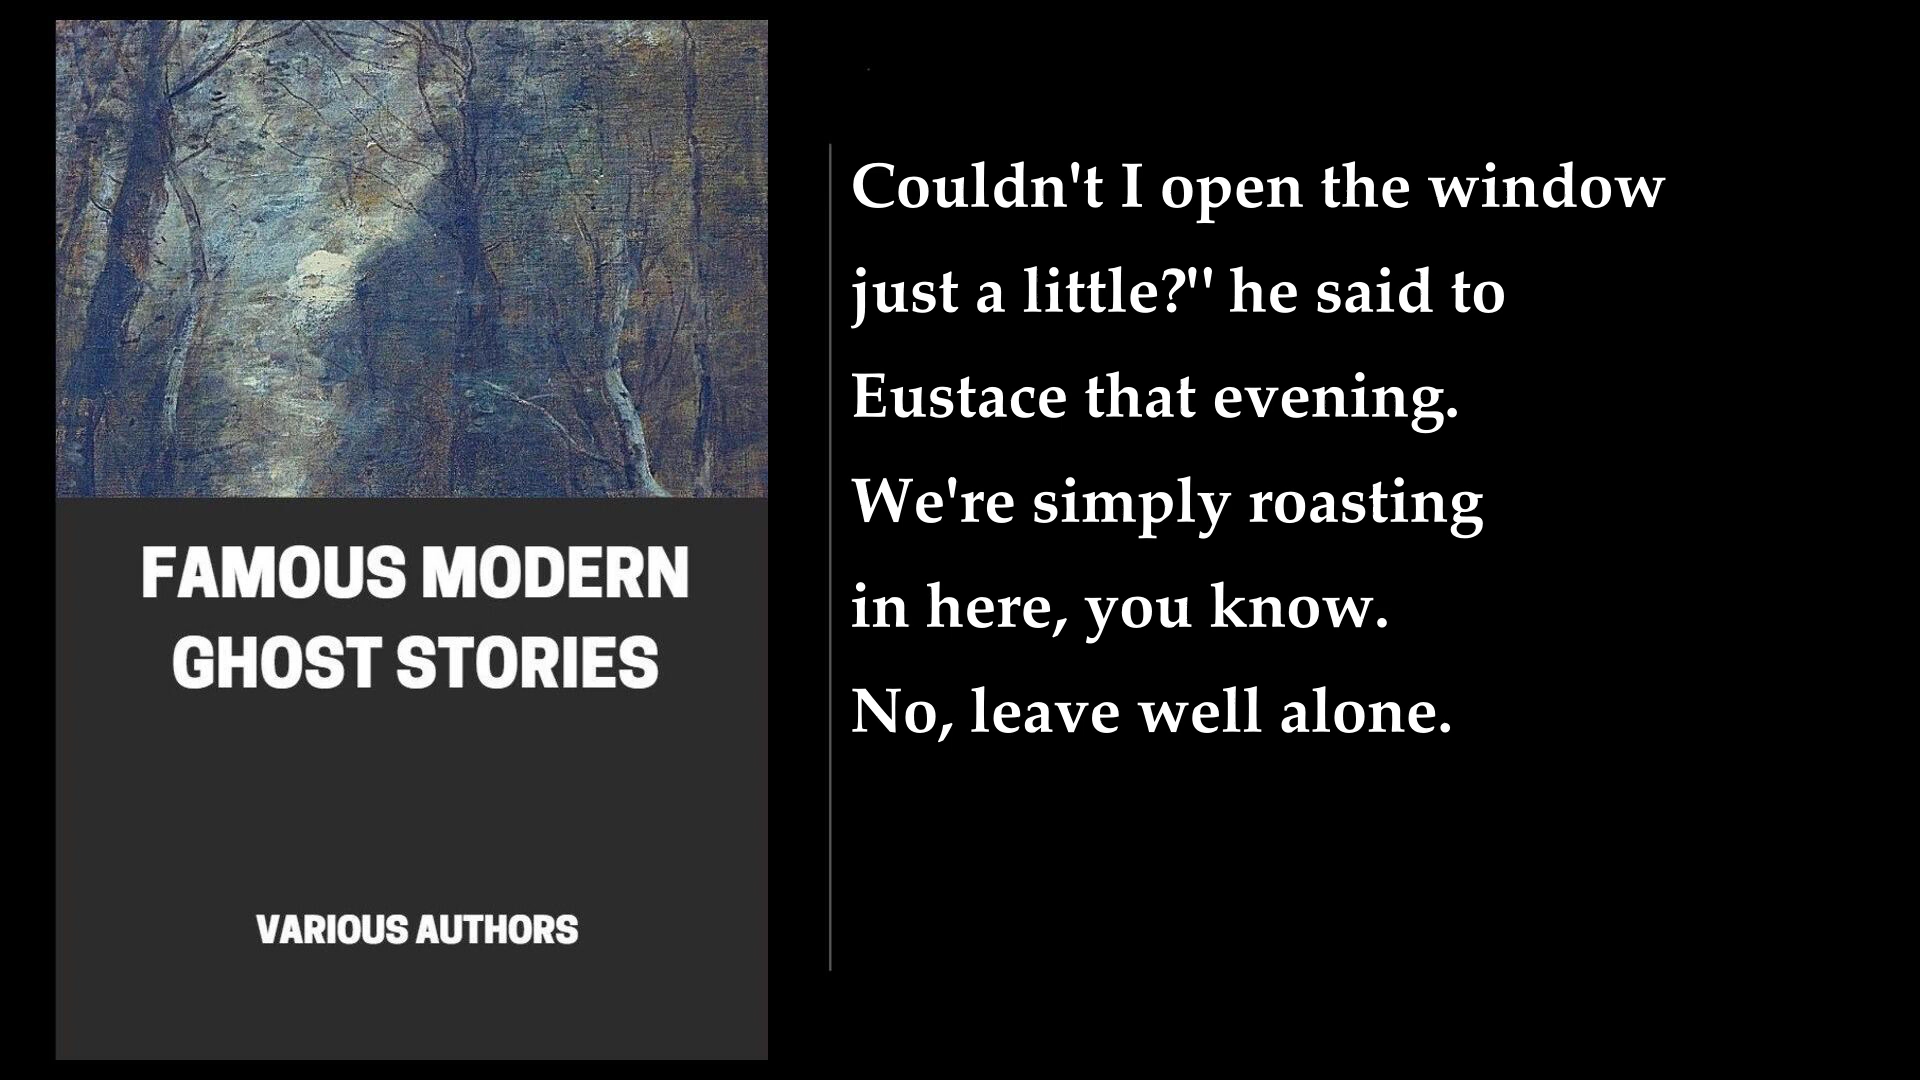 FAMOUS MODERN
GHOST STORIES
VARIOUS AUTHORS
Couldn't I open the window
just a little?" he said to
Eustace that evening.
We're simply roasting
in here, you know.
No, leave well alone.